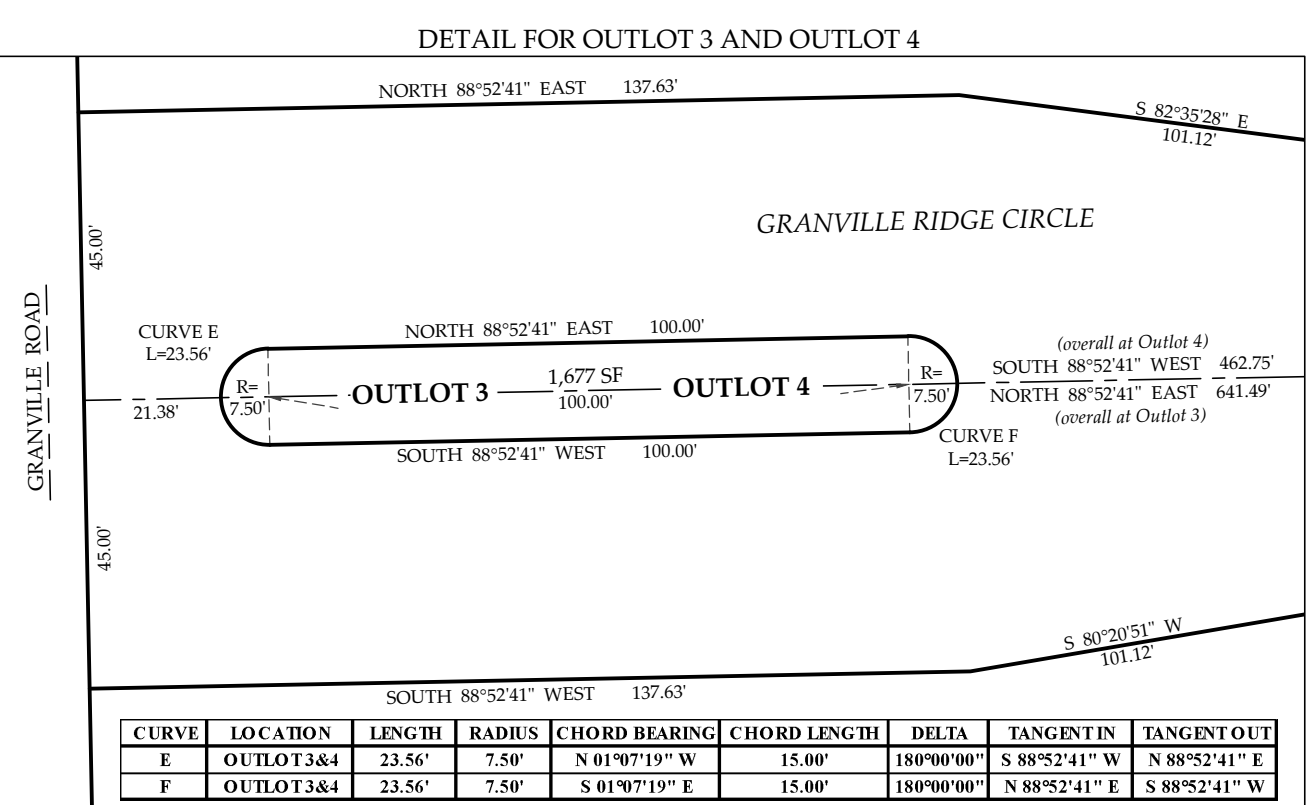 DETAIL FOR OUTLOT 3 AND OUTLOT 4
NORTH 88°52'41" EAST 137.63'
S 82°35'28" E
101.12'
GRANVILLE RIDGE CIRCLE
45.00'
GRANVILLE ROAD
CURVE E
L=23.56'
NORTH 88°52'41" EAST 100.00'
(overall at Outlot 4)
SOUTH 88°52'41" WEST 462.75'
NORTH 88°52'41" EAST 641.49'
(overall at Outlot 3)
21.38'
R=
7.50'
OUTLOT 3
1,677 SF
100.00'
OUTLOT 4
R=
7.50'
SOUTH 88°52'41" WEST 100.00'
CURVE F
L=23.56'
45.00'
S 80°20'51" W
101.12'
SOUTH 88°52'41" WEST 137.63'
CURVE LOCATION LENGTH RADIUS CHORD BEARING CHORD LENGTH DELTA TANGENT IN TANGENT OUT
E OUTLOT 3&4 23.56' 7.50' N 01°07'19" W 15.00' 180°00'00" S 88°52'41" W N 88°52'41" E
F OUTLOT 3&4 23.56' 7.50' S 01°07'19" E 15.00' 180°00'00" N 88°52'41" E S 88°52'41" W